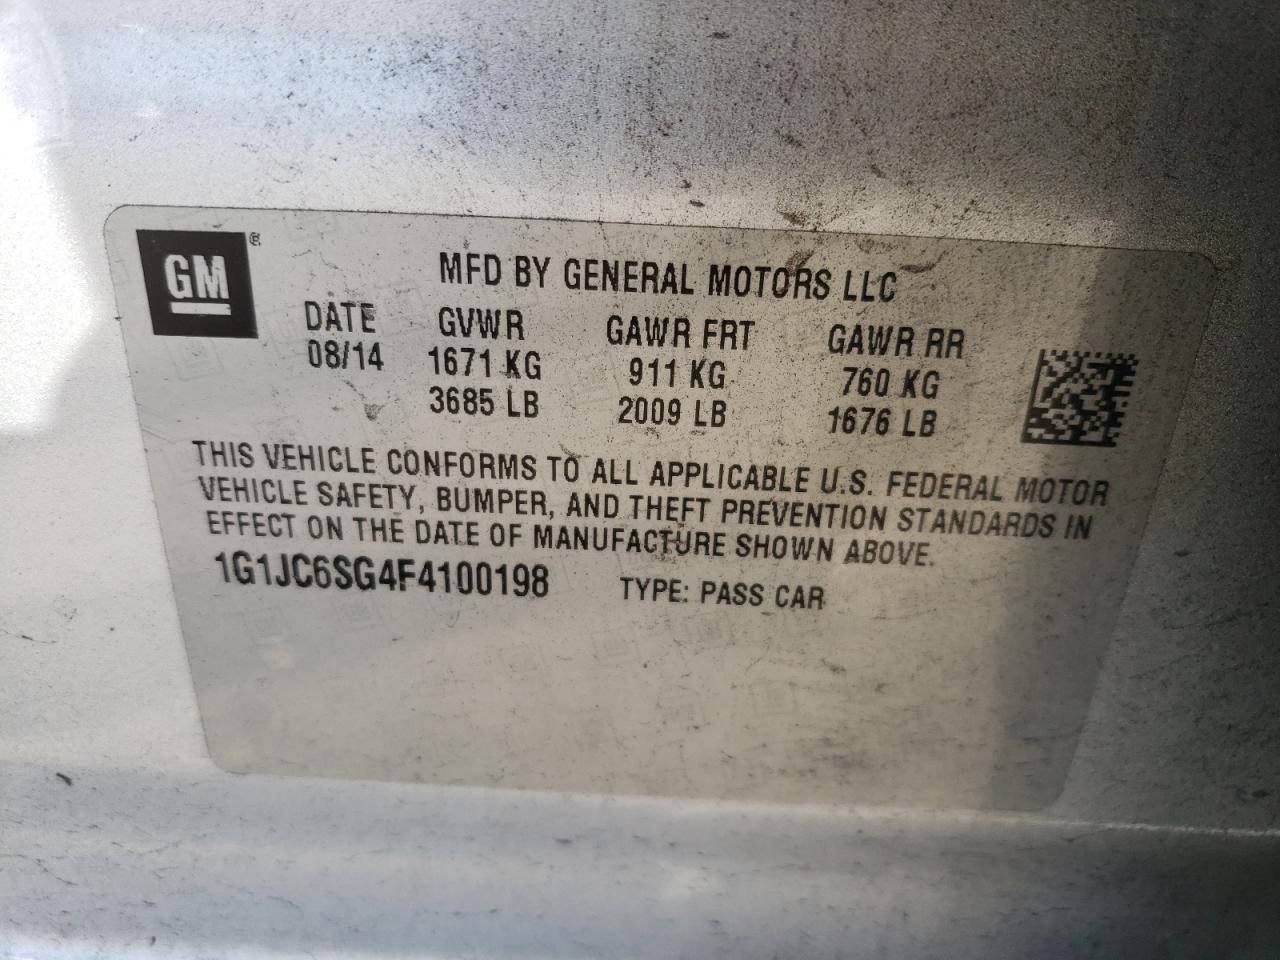 GM ®
MFD BY GENERAL MOTORS LLC
DATE GVWR GAWR FRT GAWR RR
08/14 1671 KG 911 KG 760 KG
3685 LB 2009 LB 1676 LB
THIS VEHICLE CONFORMS TO ALL APPLICABLE U.S. FEDERAL MOTOR
VEHICLE SAFETY, BUMPER, AND THEFT PREVENTION STANDARDS IN
EFFECT ON THE DATE OF MANUFACTURE SHOWN ABOVE.
1G1JC6SG4F4100198 TYPE: PASS CAR